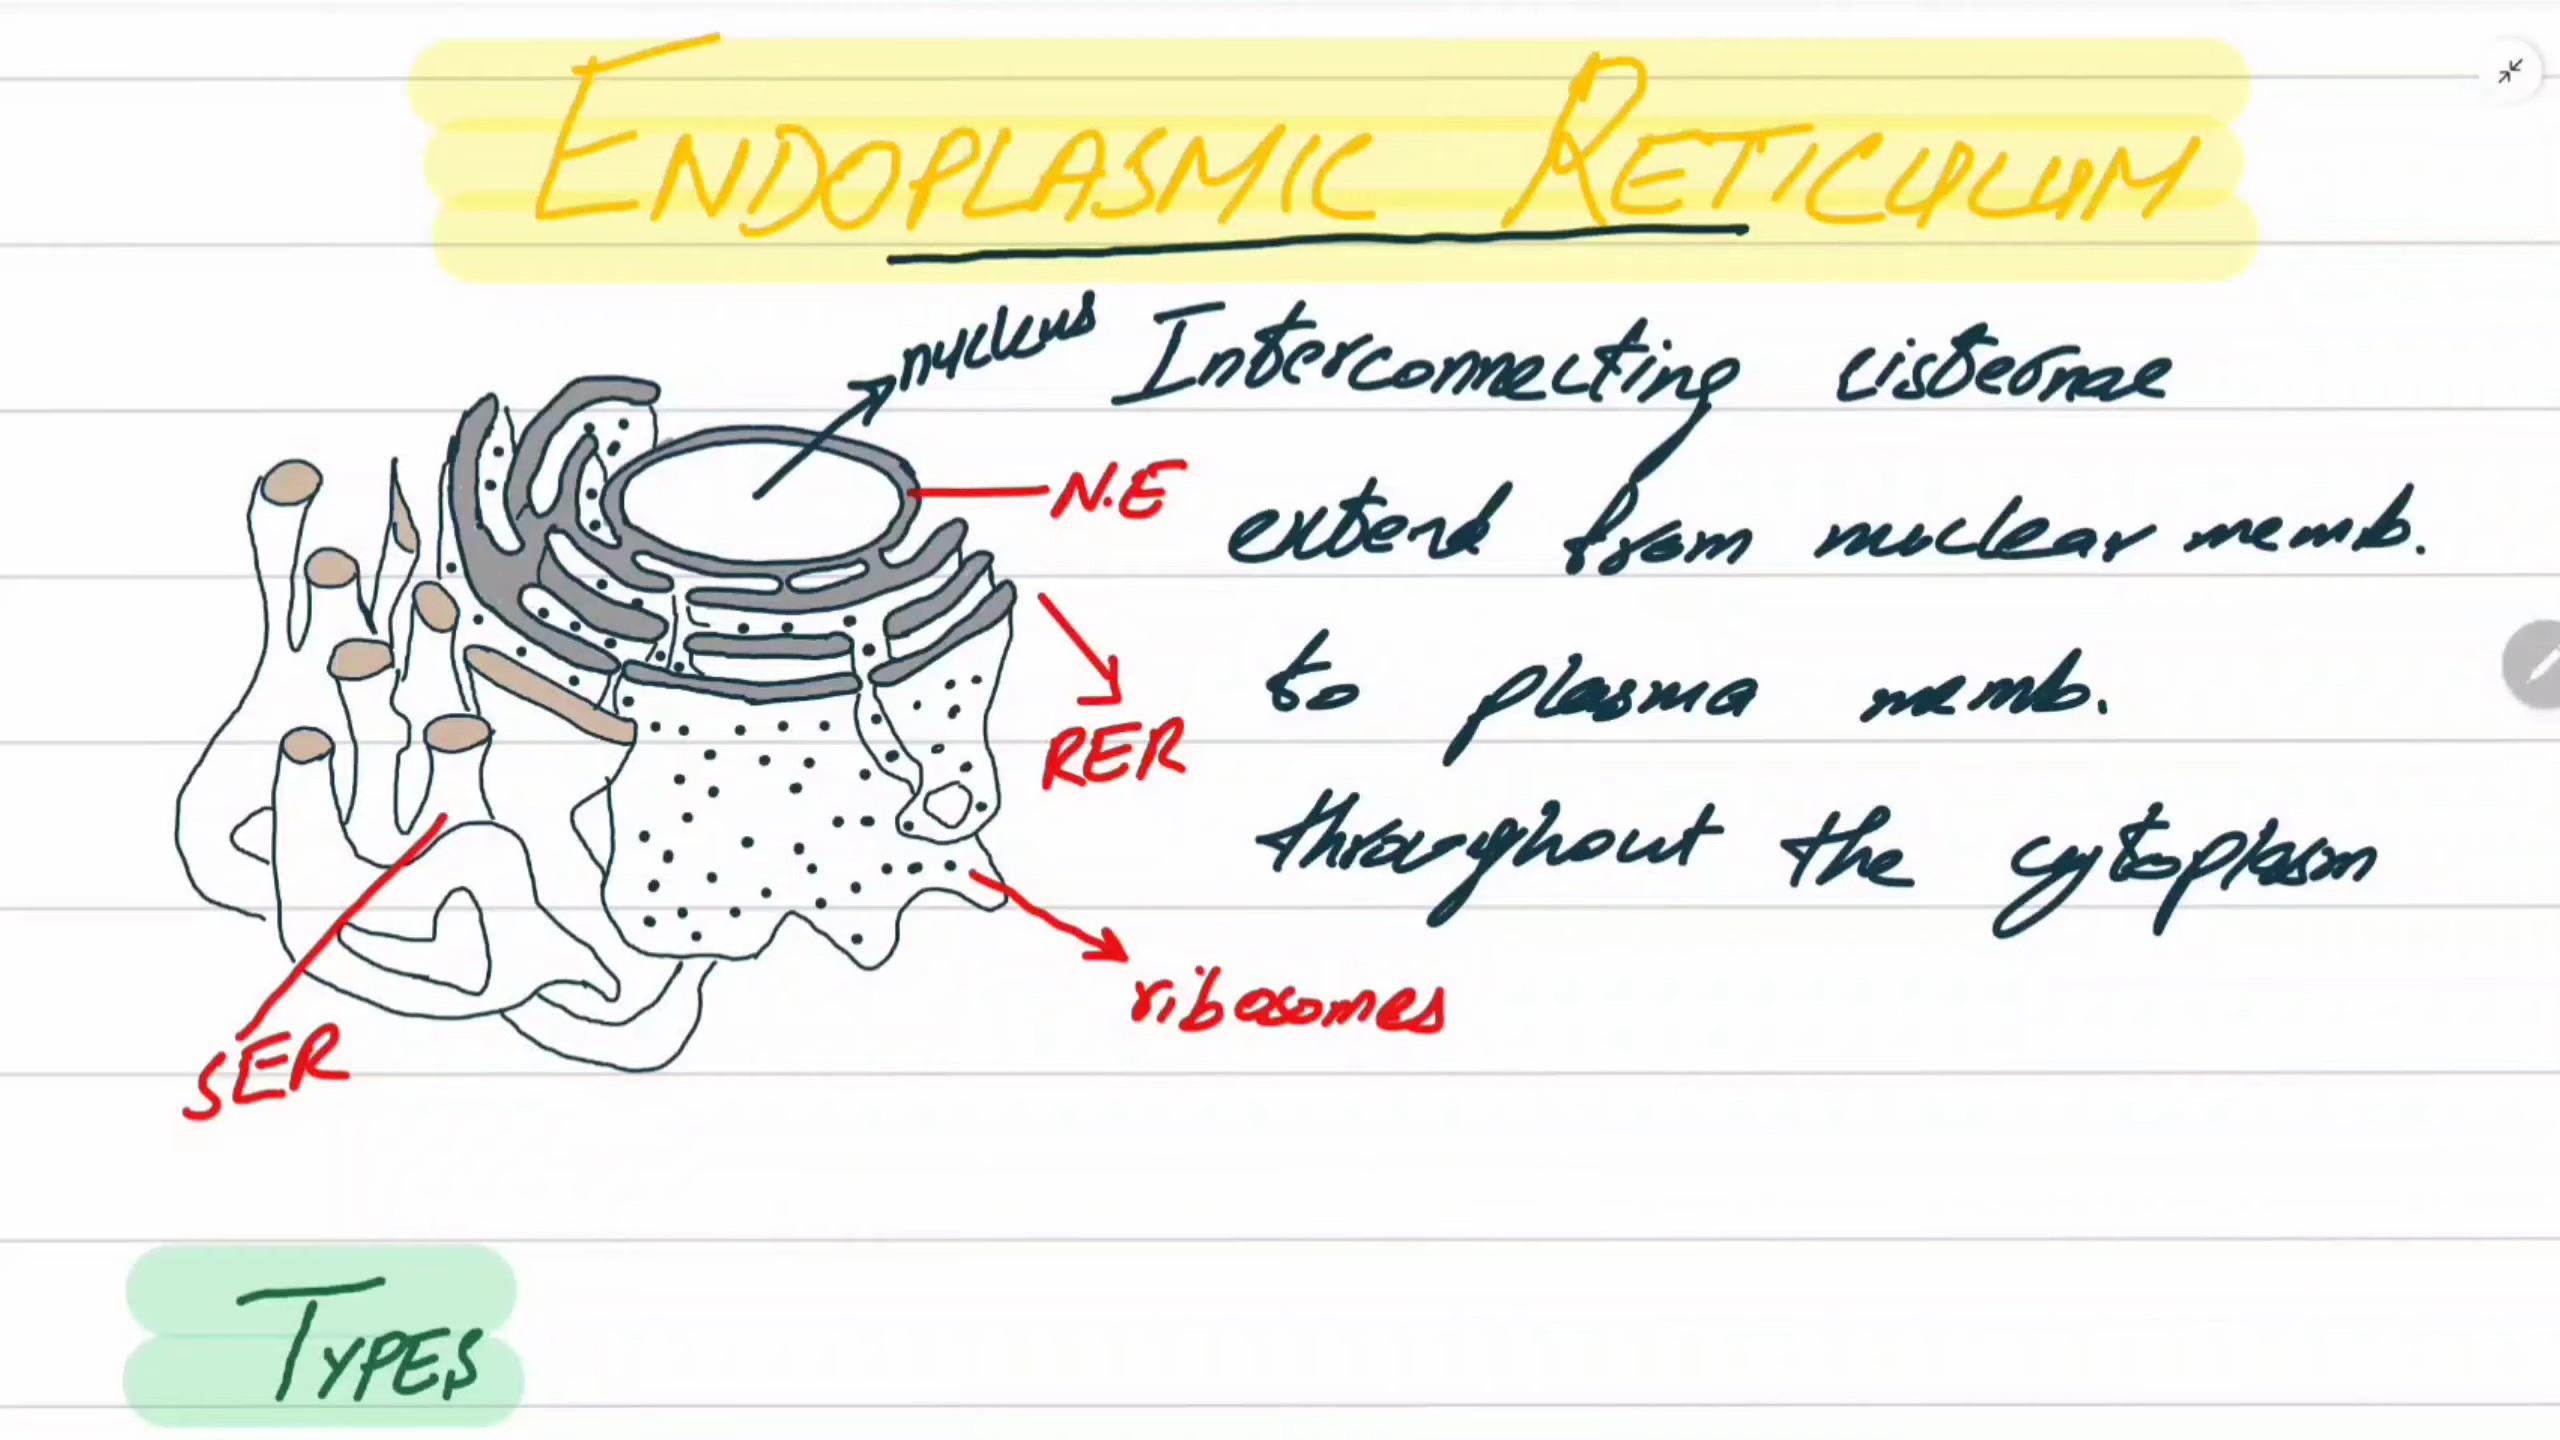 ENDOPLASMIC RETICULUM
nucleus
Interconnecting cisternae
N.E
extend from nuclear memb.
to plasma memb.
RER
throughout the cytoplasm
ribosomes
SER
TYPES